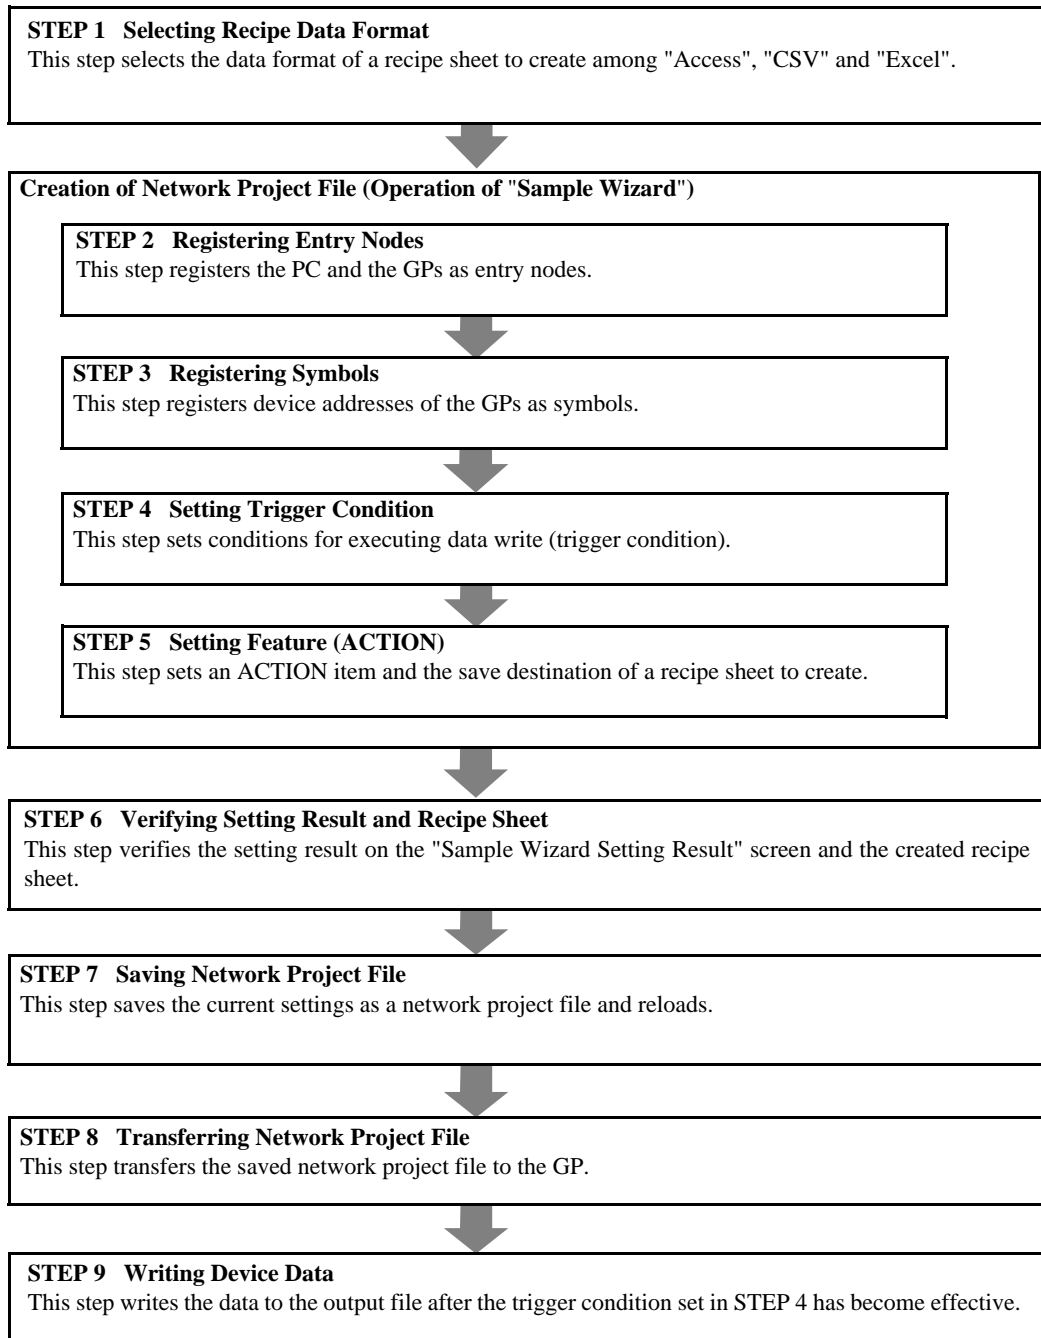 STEP 1 Selecting Recipe Data Format
This step selects the data format of a recipe sheet to create among "Access", "CSV" and "Excel".
Creation of Network Project File (Operation of "Sample Wizard")
STEP 2 Registering Entry Nodes
This step registers the PC and the GPs as entry nodes.
STEP 3 Registering Symbols
This step registers device addresses of the GPs as symbols.
STEP 4 Setting Trigger Condition
This step sets conditions for executing data write (trigger condition).
STEP 5 Setting Feature (ACTION)
This step sets an ACTION item and the save destination of a recipe sheet to create.
STEP 6 Verifying Setting Result and Recipe Sheet
This step verifies the setting result on the "Sample Wizard Setting Result" screen and the created recipe
sheet.
STEP 7 Saving Network Project File
This step saves the current settings as a network project file and reloads.
STEP 8 Transferring Network Project File
This step transfers the saved network project file to the GP.
STEP 9 Writing Device Data
This step writes the data to the output file after the trigger condition set in STEP 4 has become effective.